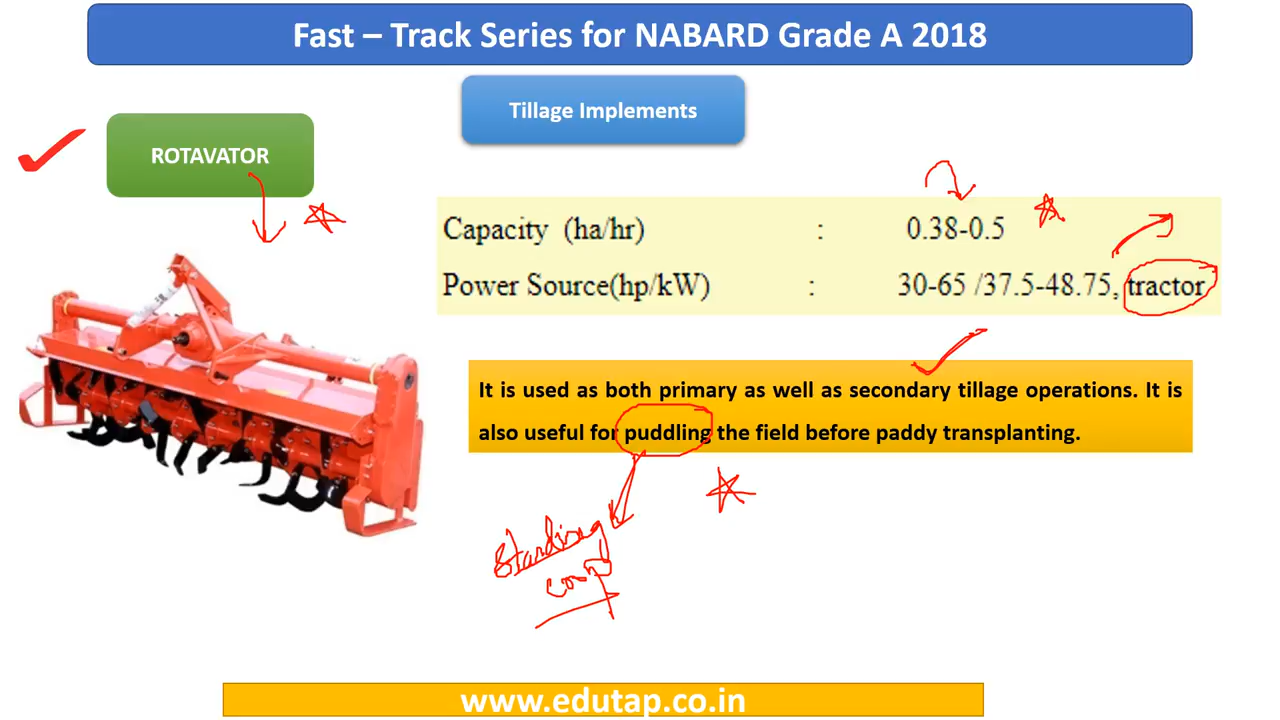 Fast – Track Series for NABARD Grade A 2018
Tillage Implements
ROTAVATOR
Capacity (ha/hr) : 0.38-0.5
Power Source(hp/kW) : 30-65 /37.5-48.75, tractor
It is used as both primary as well as secondary tillage operations. It is
also useful for puddling the field before paddy transplanting.
Standing
www.edutap.co.in